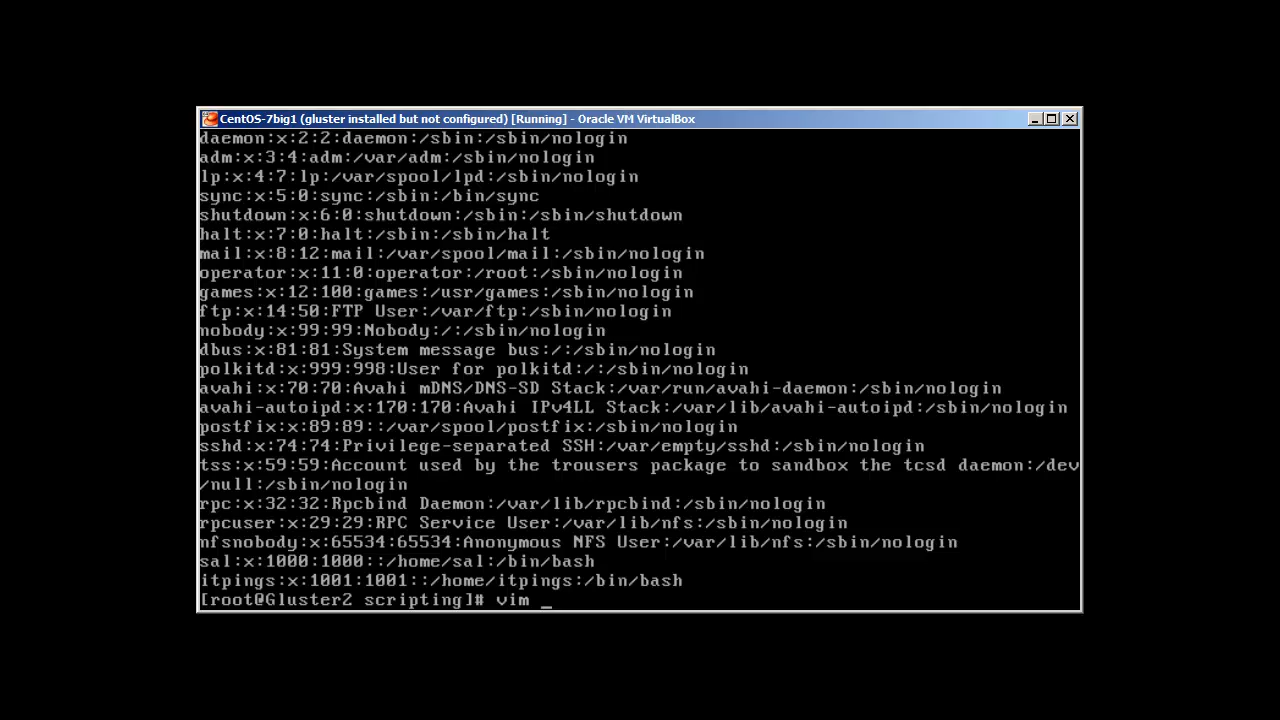 CentOS-7big1 (gluster installed but not configured) [Running] - Oracle VM VirtualBox
daemon:x:2:2:daemon:/sbin:/sbin/nologin
adm:x:3:4:adm:/var/adm:/sbin/nologin
lp:x:4:7:lp:/var/spool/lpd:/sbin/nologin
sync:x:5:0:sync:/sbin:/bin/sync
shutdown:x:6:0:shutdown:/sbin:/sbin/shutdown
halt:x:7:0:halt:/sbin:/sbin/halt
mail:x:8:12:mail:/var/spool/mail:/sbin/nologin
operator:x:11:0:operator:/root:/sbin/nologin
games:x:12:100:games:/usr/games:/sbin/nologin
ftp:x:14:50:FTP User:/var/ftp:/sbin/nologin
nobody:x:99:99:Nobody:/:/sbin/nologin
dbus:x:81:81:System message bus:/:/sbin/nologin
polkitd:x:999:998:User for polkitd:/:/sbin/nologin
avahi:x:70:70:Avahi mDNS/DNS-SD Stack:/var/run/avahi-daemon:/sbin/nologin
avahi-autoipd:x:170:170:Avahi IPv4LL Stack:/var/lib/avahi-autoipd:/sbin/nologin
postfix:x:89:89::/var/spool/postfix:/sbin/nologin
sshd:x:74:74:Privilege-separated SSH:/var/empty/sshd:/sbin/nologin
tss:x:59:59:Account used by the trousers package to sandbox the tcsd daemon:/dev
/null:/sbin/nologin
rpc:x:32:32:Rpcbind Daemon:/var/lib/rpcbind:/sbin/nologin
rpcuser:x:29:29:RPC Service User:/var/lib/nfs:/sbin/nologin
nfsnobody:x:65534:65534:Anonymous NFS User:/var/lib/nfs:/sbin/nologin
sal:x:1000:1000::/home/sal:/bin/bash
itpings:x:1001:1001::/home/itpings:/bin/bash
[root@Gluster2 scripting]# vim _